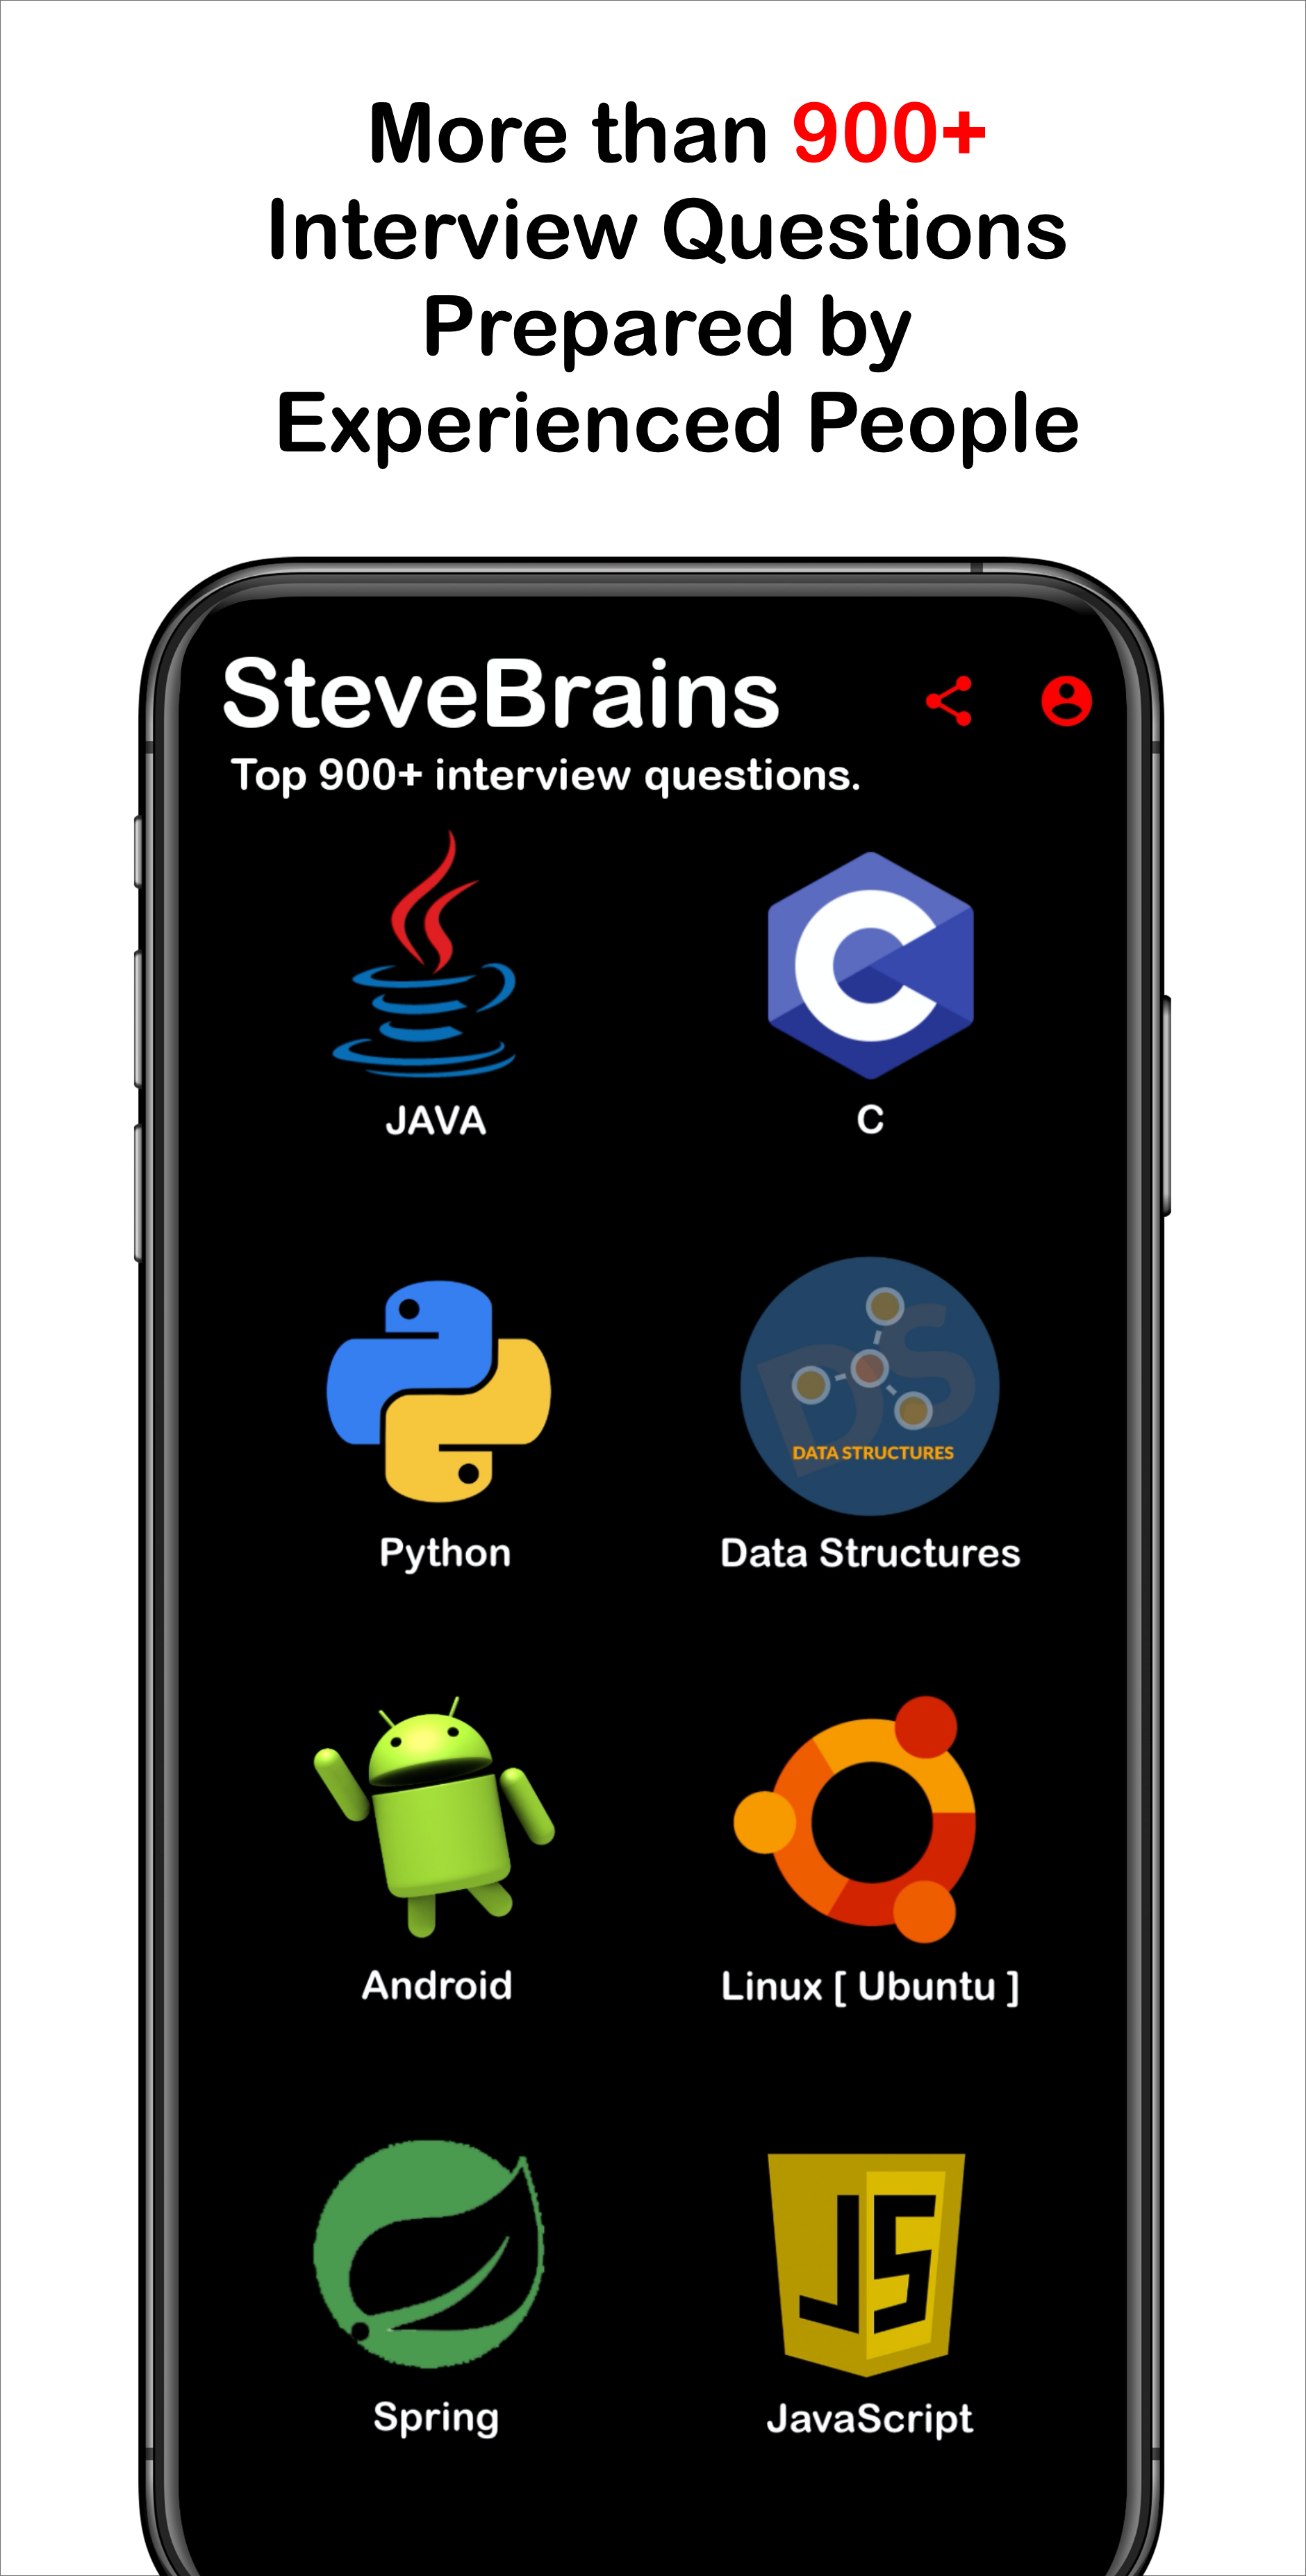 More than 900+
Interview Questions
Prepared by
Experienced People
SteveBrains
Top 900+ interview questions.
JAVA
C
DS
DATA STRUCTURES
Python
Data Structures
Android
Linux [ Ubuntu ]
JS
Spring
JavaScript